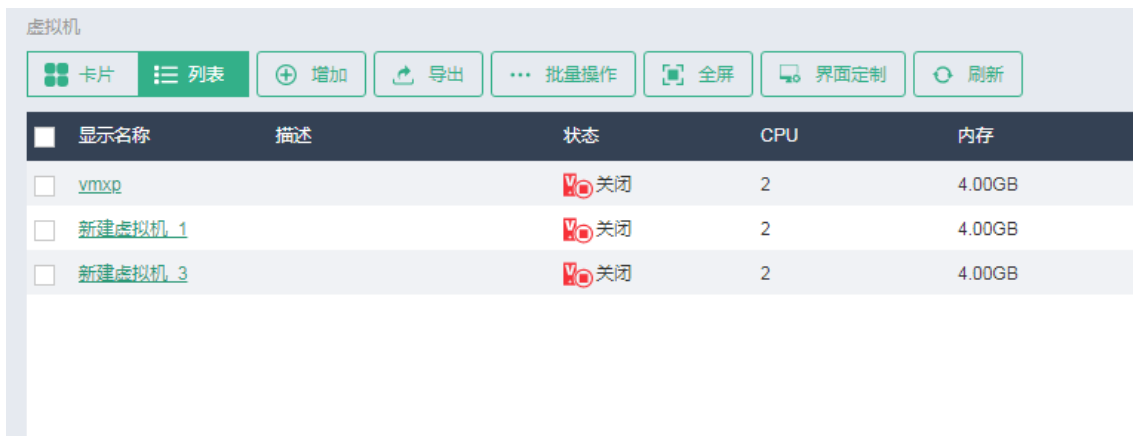 虚拟机
卡片 列表 增加 导出 批量操作 全屏 界面定制 刷新
显示名称 描述 状态 CPU 内存
vmxp 关闭 2 4.00GB
新建虚拟机_1 关闭 2 4.00GB
新建虚拟机_3 关闭 2 4.00GB